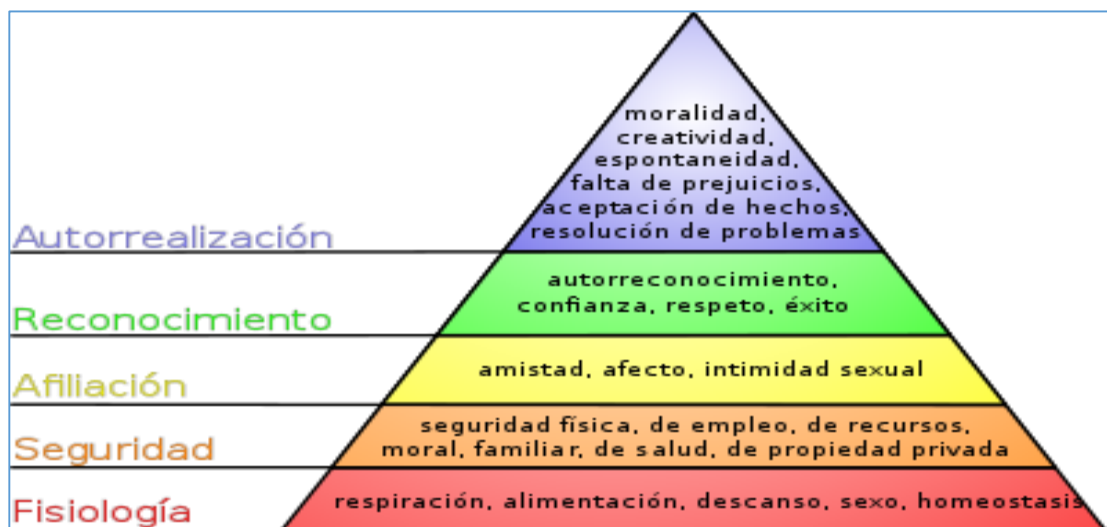 moralidad,
creatividad,
espontaneidad,
falta de prejuicios,
aceptación de hechos,
resolución de problemas
Autorrealización
autorreconocimiento,
confianza, respeto, éxito
Reconocimiento
amistad, afecto, intimidad sexual
Afiliación
seguridad física, de empleo, de recursos,
moral, familiar, de salud, de propiedad privada
Seguridad
respiración, alimentación, descanso, sexo, homeostasis
Fisiología